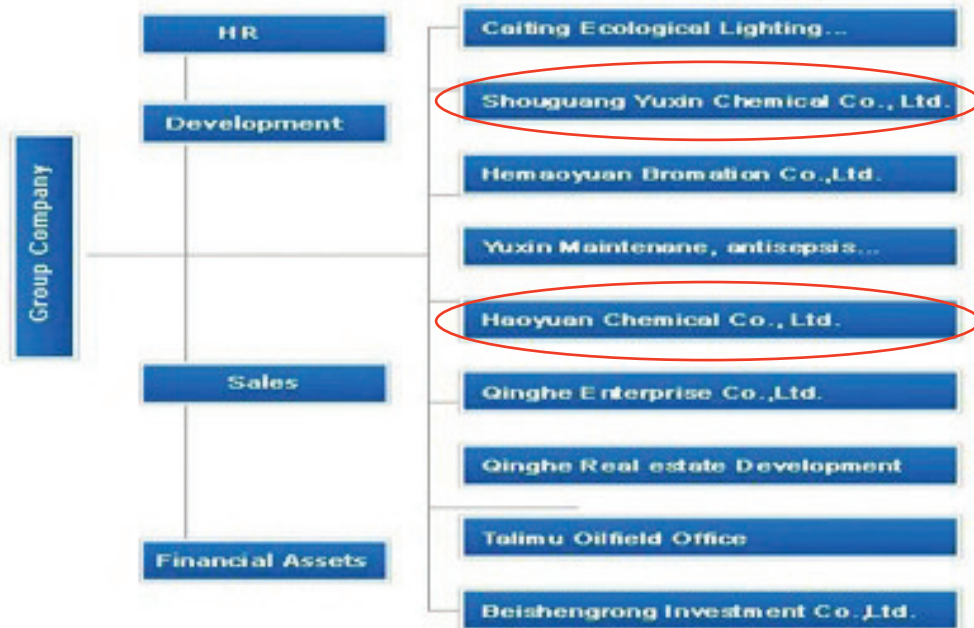 Group Company
HR
Development
Sales
Financial Assets
Caiting Ecological Lighting...
Shouguang Yuxin Chemical Co., Ltd.
Hemaoyuan Bromation Co.,Ltd.
Yuxin Maintenane, antisepsis...
Haoyuan Chemical Co., Ltd.
Qinghe Enterprise Co.,Ltd.
Qinghe Real estate Development
Talimu Oilfield Office
Beishengrong Investment Co.,Ltd.